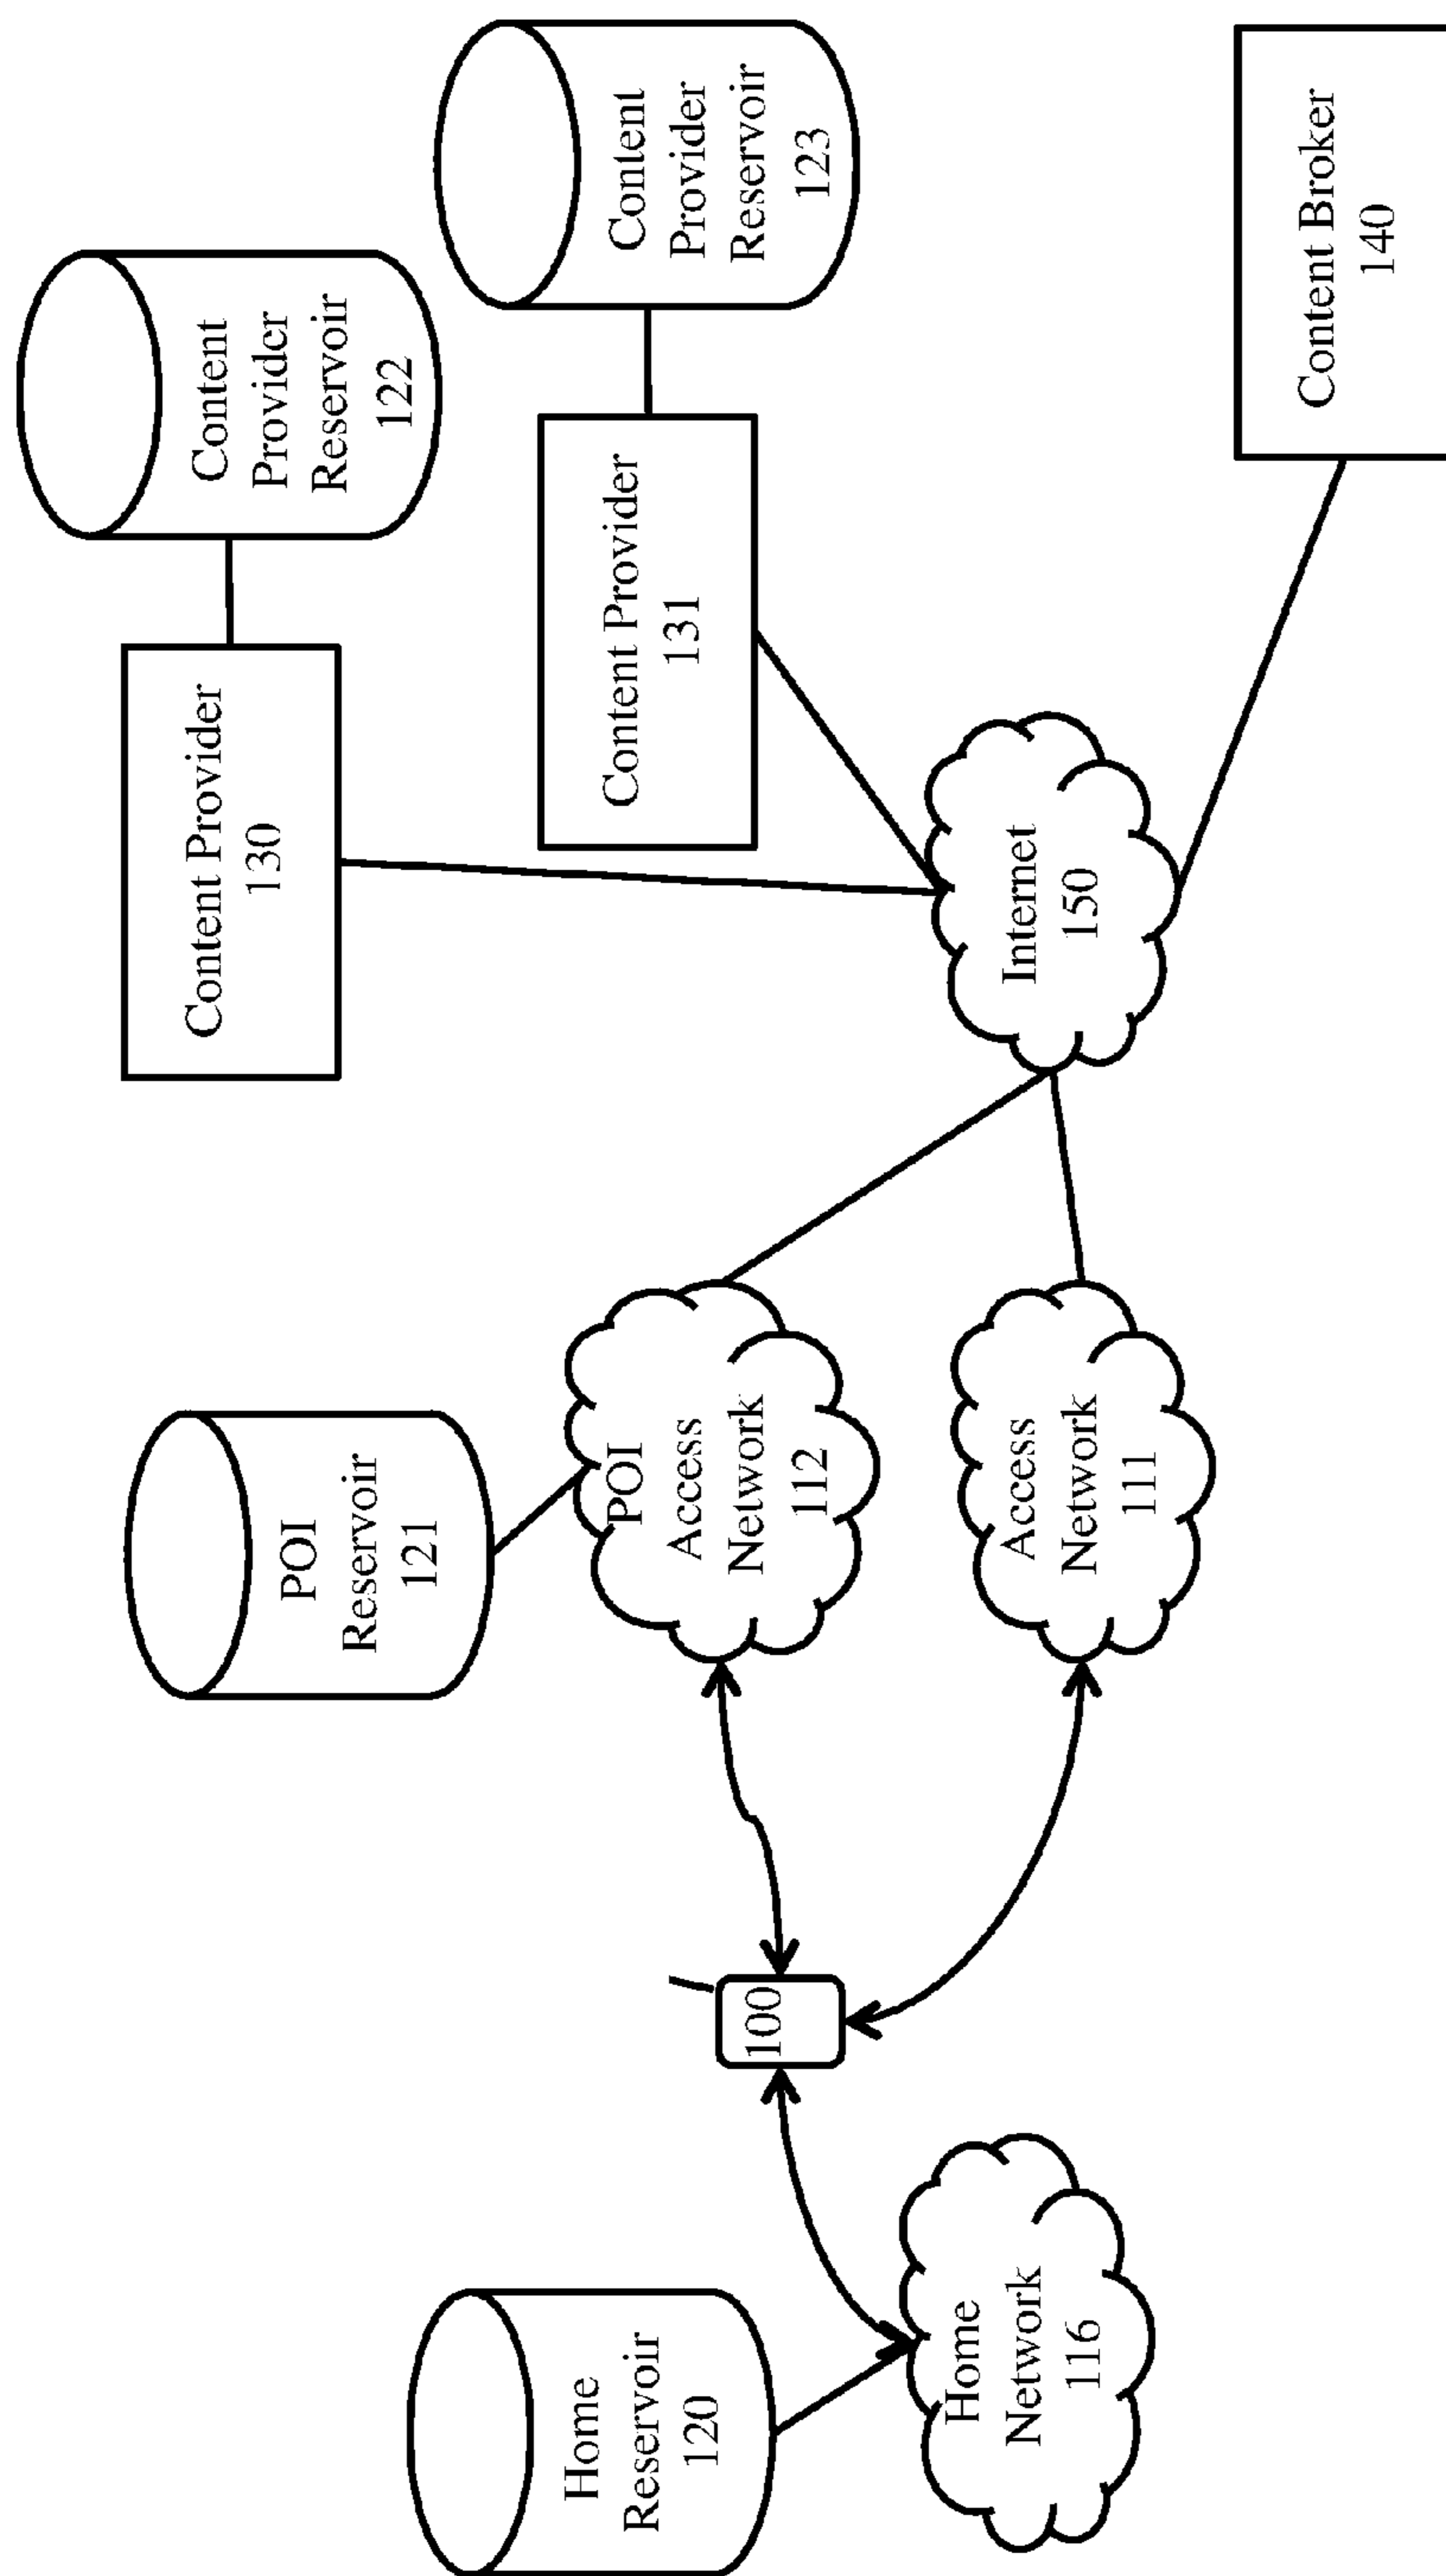 Content
Provider
Reservoir
122
Content Provider
130
POI
Reservoir
121
Content
Provider
Reservoir
123
Content Provider
131
Home
Reservoir
120
POI
Access
Network
112
100
Home
Network
116
Access
Network
111
Internet
150
Content Broker
140